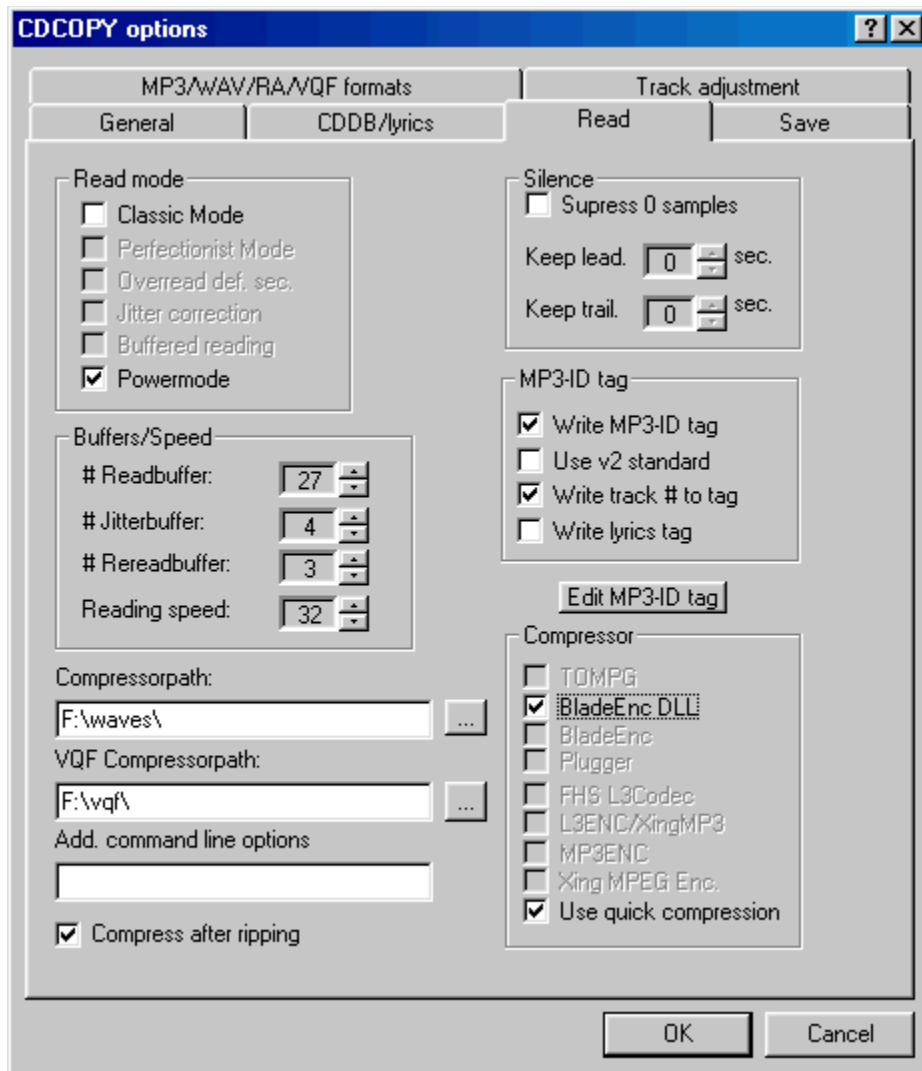 CDCOPY options
MP3/WAV/RA/VQF formats
Track adjustment
General
CDDB/lyrics
Read
Save
Read mode
Classic Mode
Perfectionist Mode
Overread def. sec.
Jitter correction
Buffered reading
Powermode
Buffers/Speed
# Readbuffer: 27
# Jitterbuffer: 4
# Rereadbuffer: 3
Reading speed: 32
Compressorpath:
F:\waves\ ...
VQF Compressorpath:
F:\vqf\ ...
Add. command line options
Compress after ripping
Silence
Supress 0 samples
Keep lead. 0 sec.
Keep trail. 0 sec.
MP3-ID tag
Write MP3-ID tag
Use v2 standard
Write track # to tag
Write lyrics tag
Edit MP3-ID tag
Compressor
TOMPG
BladeEnc DLL
BladeEnc
Plugger
FHS L3Codec
L3ENC/XingMP3
MP3ENC
Xing MPEG Enc.
Use quick compression
OK
Cancel